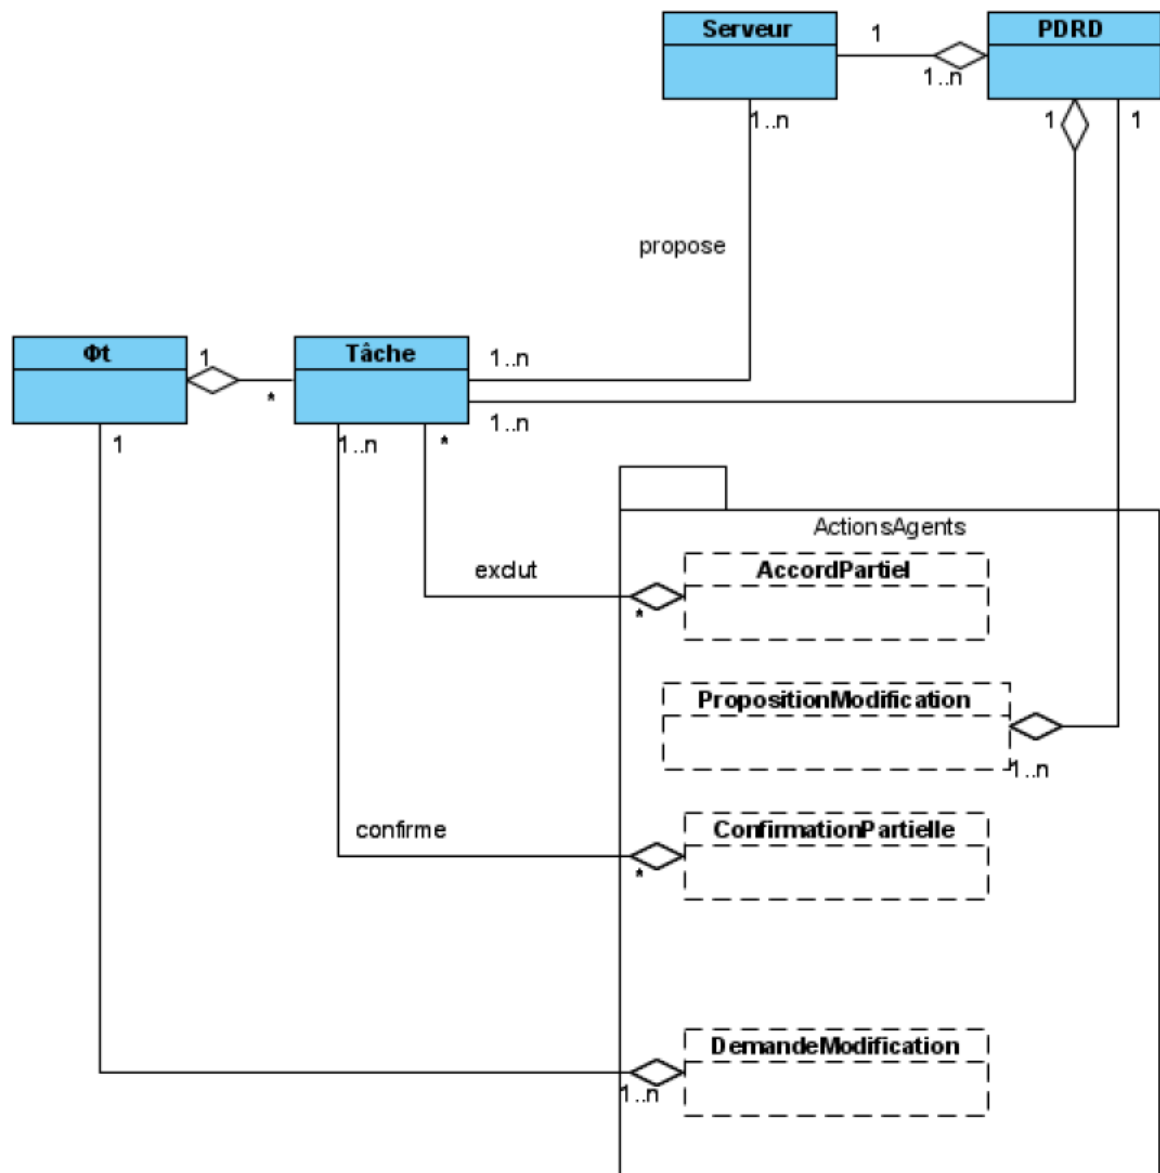 Serveur
1
1..n
PDRD
1..n
1
1
propose
Φt
1
*
Tâche
1..n
1..n
1
1..n
*
ActionsAgents
AccordPartiel
exclut
*
PropositionModification
1..n
ConfirmationPartielle
confirme
*
DemandeModification
1..n